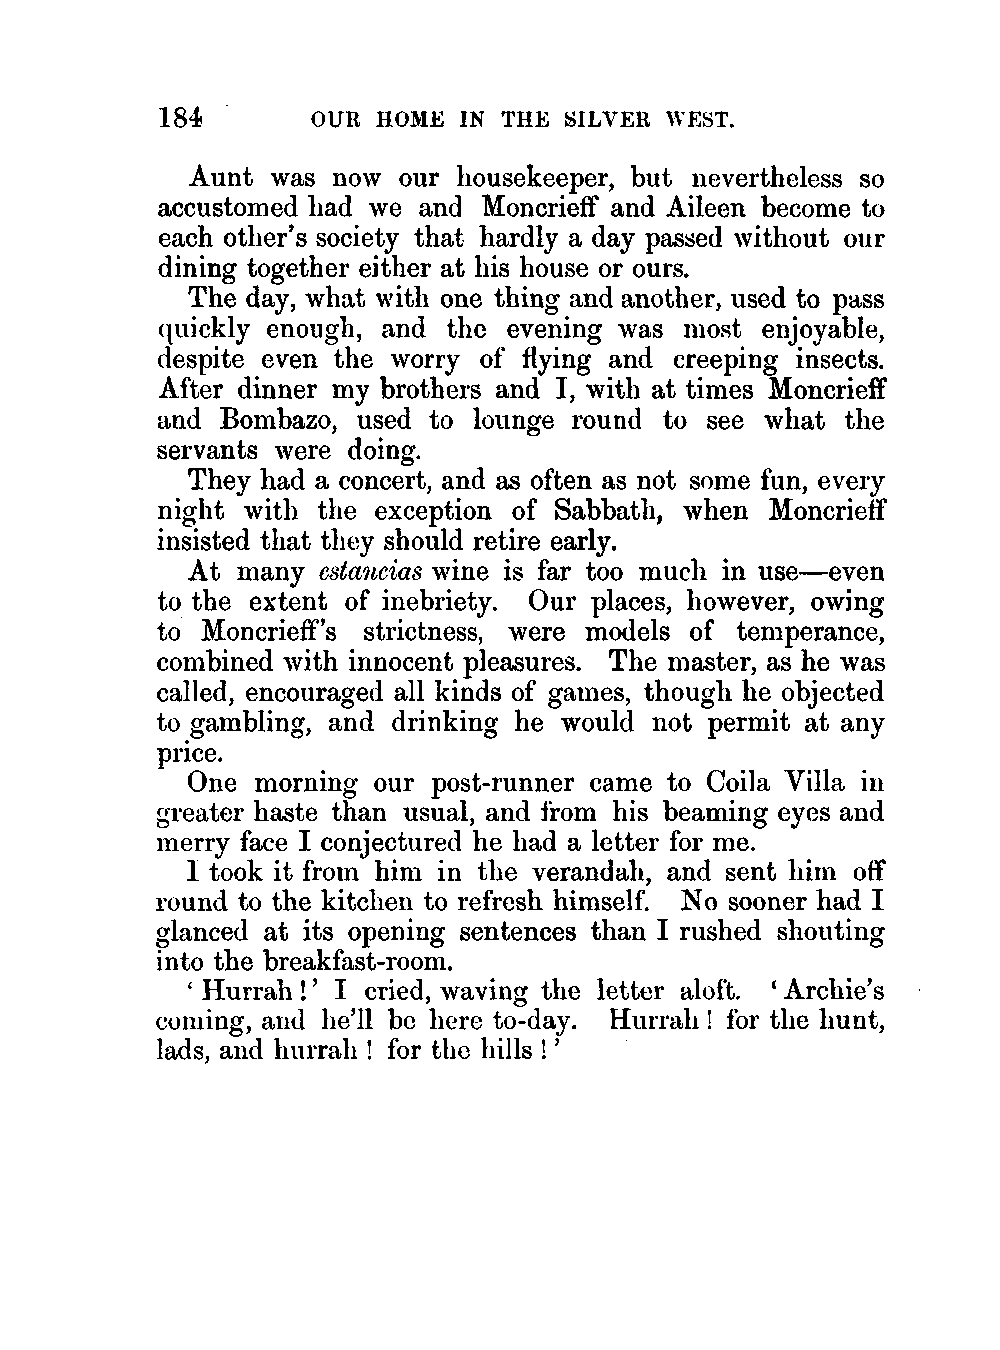 184 OUR HOME IN THE SILVER WEST.
Aunt was now our housekeeper, but nevertheless so
accustomed had we and Moncrieff and Aileen become to
each other's society that hardly a day passed without our
dining together either at his house or ours.
The day, what with one thing and another, used to pass
quickly enough, and the evening was most enjoyable,
despite even the worry of flying and creeping insects.
After dinner my brothers and I, with at times Moncrieff
and Bombazo, used to lounge round to see what the
servants were doing.
They had a concert, and as often as not some fun, every
night with the exception of Sabbath, when Moncrieff
insisted that they should retire early.
At many estancias wine is far too much in use—even
to the extent of inebriety. Our places, however, owing
to Moncrieff's strictness, were models of temperance,
combined with innocent pleasures. The master, as he was
called, encouraged all kinds of games, though he objected
to gambling, and drinking he would not permit at any
price.
One morning our post-runner came to Coila Villa in
greater haste than usual, and from his beaming eyes and
merry face I conjectured he had a letter for me.
I took it from him in the verandah, and sent him off
round to the kitchen to refresh himself. No sooner had I
glanced at its opening sentences than I rushed shouting
into the breakfast-room.
‘Hurrah!’ I cried, waving the letter aloft. ‘Archie's
coming, and he'll be here to-day. Hurrah! for the hunt,
lads, and hurrah! for the hills!’